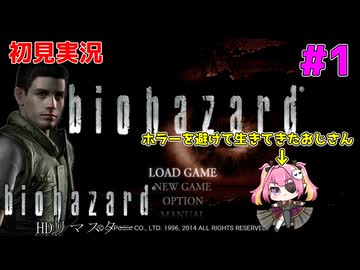 初見実況
#1
biohazard®
ホラーを避けて生きてきたおじさん
↓
LOAD GAME
NEW GAME
OPTION
MANUAL
biohazard
HDリマスター
CO., LTD. 1996, 2014 ALL RIGHTS RESERVED.